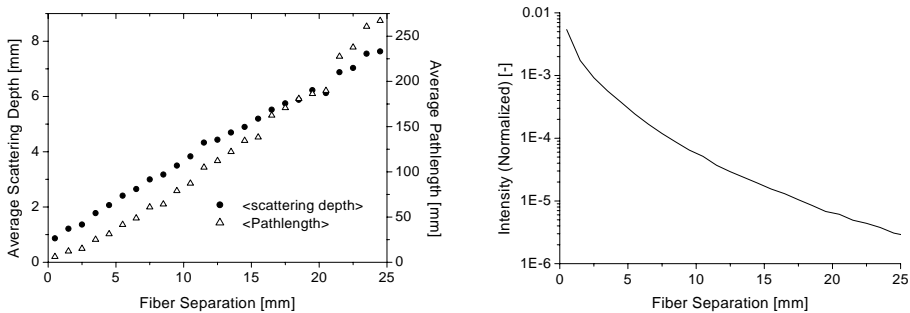 Average Scattering Depth [mm]
8
6
4
2
0
250
200
150
100
50
0
Average Pathlength [mm]
<scattering depth>
<Pathlength>
0 5 10 15 20 25
Fiber Separation [mm]
Intensity (Normalized) [-]
0.01
1E-3
1E-4
1E-5
1E-6
0 5 10 15 20 25
Fiber Separation [mm]